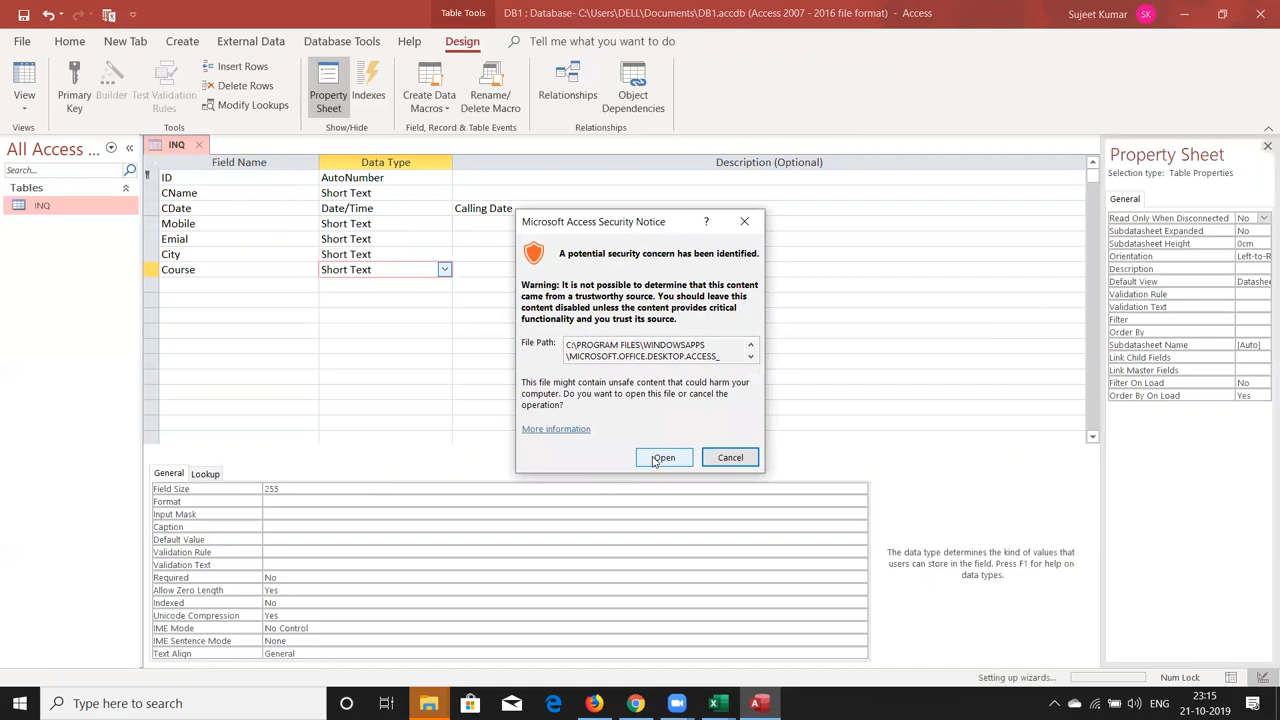 Table Tools
DB1 : Database- C:\Users\DELL\Documents\DB1.accdb (Access 2007 - 2016 file format) - Access
Sujeet Kumar
SK
File
Home
New Tab
Create
External Data
Database Tools
Help
Design
Tell me what you want to do
View
Primary Key
Builder
Test Validation Rules
Insert Rows
Delete Rows
Modify Lookups
Property Sheet
Indexes
Create Data Macros
Rename/ Delete Macro
Relationships
Object Dependencies
Views
Tools
Show/Hide
Field, Record & Table Events
Relationships
All Access ...
Search...
Tables
INQ
INQ
Field Name
Data Type
Description (Optional)
ID AutoNumber
CName Short Text
CDate Date/Time Calling Date
Mobile Short Text
Emial Short Text
City Short Text
Course Short Text
Microsoft Access Security Notice
?
A potential security concern has been identified.
Warning: It is not possible to determine that this content
came from a trustworthy source. You should leave this
content disabled unless the content provides critical
functionality and you trust its source.
File Path:
C:\PROGRAM FILES\WINDOWSAPPS
\MICROSOFT.OFFICE.DESKTOP.ACCESS_
This file might contain unsafe content that could harm your
computer. Do you want to open this file or cancel the
operation?
More information
Open
Cancel
Property Sheet
Selection type: Table Properties
General
Read Only When Disconnected No
Subdatasheet Expanded No
Subdatasheet Height 0cm
Orientation Left-to-R
Description
Default View Datashee
Validation Rule
Validation Text
Filter
Order By
Subdatasheet Name [Auto]
Link Child Fields
Link Master Fields
Filter On Load No
Order By On Load Yes
General
Lookup
Field Size 255
Format
Input Mask
Caption
Default Value
Validation Rule
Validation Text
Required No
Allow Zero Length Yes
Indexed No
Unicode Compression Yes
IME Mode No Control
IME Sentence Mode None
Text Align General
The data type determines the kind of values that
users can store in the field. Press F1 for help on
data types.
Setting up wizards...
Num Lock
Type here to search
ENG
23:15
21-10-2019